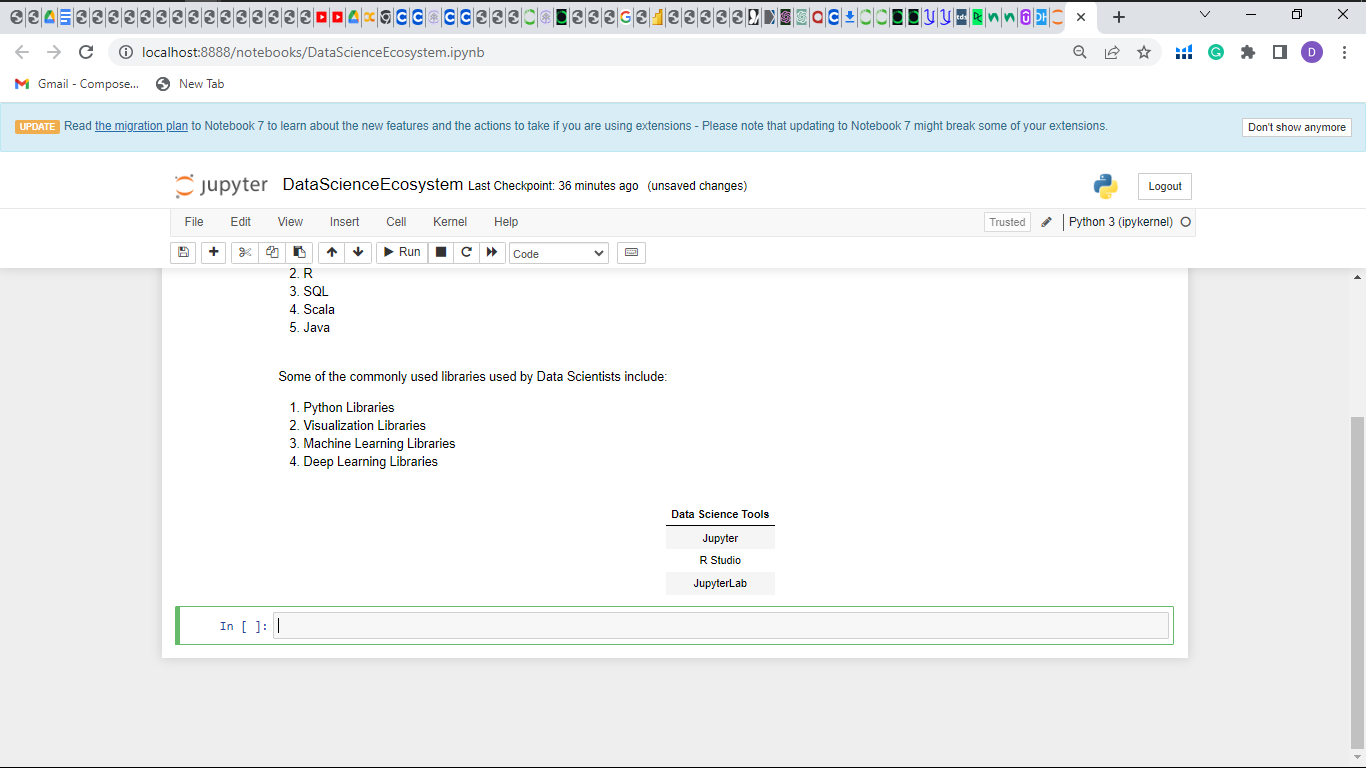 localhost:8888/notebooks/DataScienceEcosystem.ipynb
D
Gmail - Compose...
New Tab
UPDATE Read the migration plan to Notebook 7 to learn about the new features and the actions to take if you are using extensions - Please note that updating to Notebook 7 might break some of your extensions.
Don't show anymore
jupyter DataScienceEcosystem Last Checkpoint: 36 minutes ago (unsaved changes)
Logout
File Edit View Insert Cell Kernel Help
Trusted
Python 3 (ipykernel)
Run
Code
2. R
3. SQL
4. Scala
5. Java
Some of the commonly used libraries used by Data Scientists include:
1. Python Libraries
2. Visualization Libraries
3. Machine Learning Libraries
4. Deep Learning Libraries
Data Science Tools
Jupyter
R Studio
JupyterLab
In [ ]: